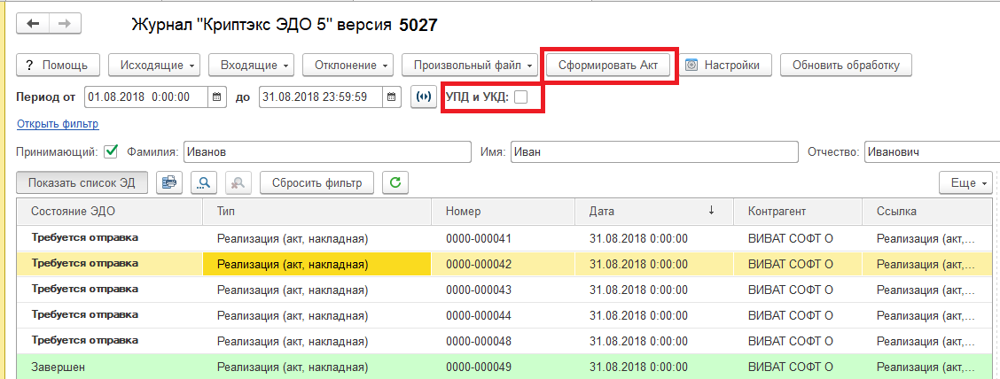 Журнал "Криптэкс ЭДО 5" версия 5027
? Помощь Исходящие Входящие Отклонение Произвольный файл Сформировать Акт Настройки Обновить обработку
Период от 01.08.2018 0:00:00 до 31.08.2018 23:59:59 УПД и УКД:
Открыть фильтр
Принимающий: Фамилия: Иванов Имя: Иван Отчество: Иванович
Показать список ЭД Сбросить фильтр Еще
Состояние ЭДО Тип Номер Дата ↓ Контрагент Ссылка
Требуется отправка Реализация (акт, накладная) 0000-000041 31.08.2018 0:00:00 ВИВАТ СОФТ О Реализация (акт,...
Требуется отправка Реализация (акт, накладная) 0000-000042 31.08.2018 0:00:00 ВИВАТ СОФТ О Реализация (акт,...
Требуется отправка Реализация (акт, накладная) 0000-000043 31.08.2018 0:00:00 ВИВАТ СОФТ О Реализация (акт,...
Требуется отправка Реализация (акт, накладная) 0000-000044 31.08.2018 0:00:00 ВИВАТ СОФТ О Реализация (акт,...
Требуется отправка Реализация (акт, накладная) 0000-000048 31.08.2018 0:00:00 ВИВАТ СОФТ О Реализация (акт,...
Завершен Реализация (акт, накладная) 0000-000049 31.08.2018 0:00:00 ВИВАТ СОФТ О Реализация (акт,...